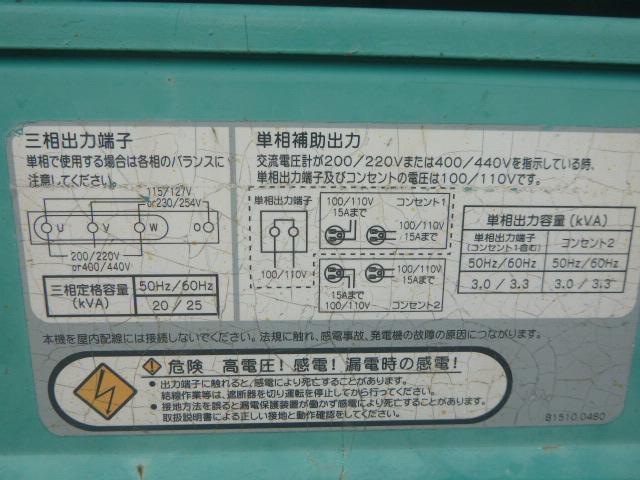 三相出力端子
単相で使用する場合は各相のバランスに
注意してください。
115/127V
or230/254V
U V W O
200/220V
or400/440V
三相定格容量
(kVA)
50Hz/60Hz
20/25
単相補助出力
交流電圧計が200/220Vまたは400/440Vを指示している時、
単相出力端子及びコンセントの電圧は100/110Vです。
単相出力端子
100/110V
100/110V
15Aまで
コンセント1
15Aまで
100/110V
100/110V
15Aまで
コンセント2
単相出力容量(kVA)
単相出力端子
(コンセント1含む)
コンセント2
50Hz/60Hz
50Hz/60Hz
3.0/3.3
3.0/3.3
本機を屋内配線には接続しないでください。法規に触れ、感電事故、発電機の故障の原因につながります。
危険 高電圧!感電!漏電時の感電!
● 出力端子に触れると感電により死亡することがあります。
結線作業等は、遮断器を切り運転を停止してから行ってください。
● 接地方法を誤ると漏電保護装置が働かず感電により死亡することがあります。
取扱説明書による正しい接地と動作確認をしてください。
B1510.0480